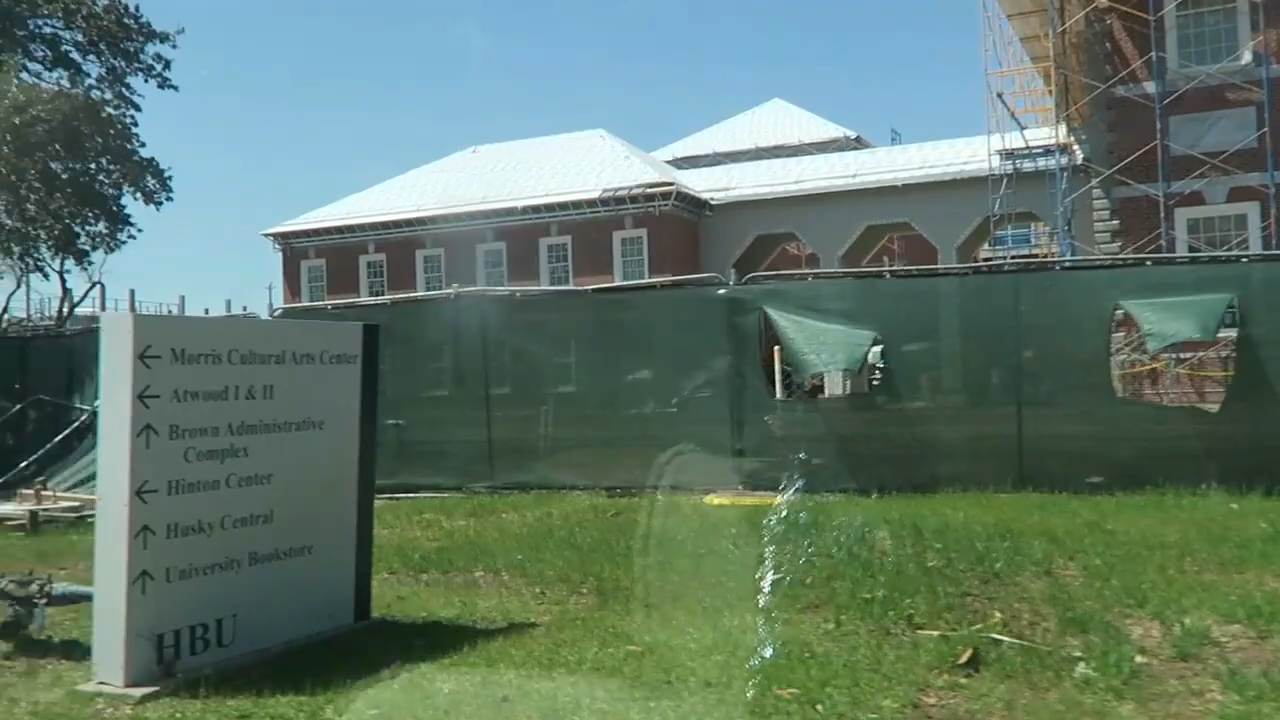 ← Morris Cultural Arts Center
← Atwood I & II
↑ Brown Administrative
Complex
← Hinton Center
↑ Husky Central
↑ University Bookstore
HBU